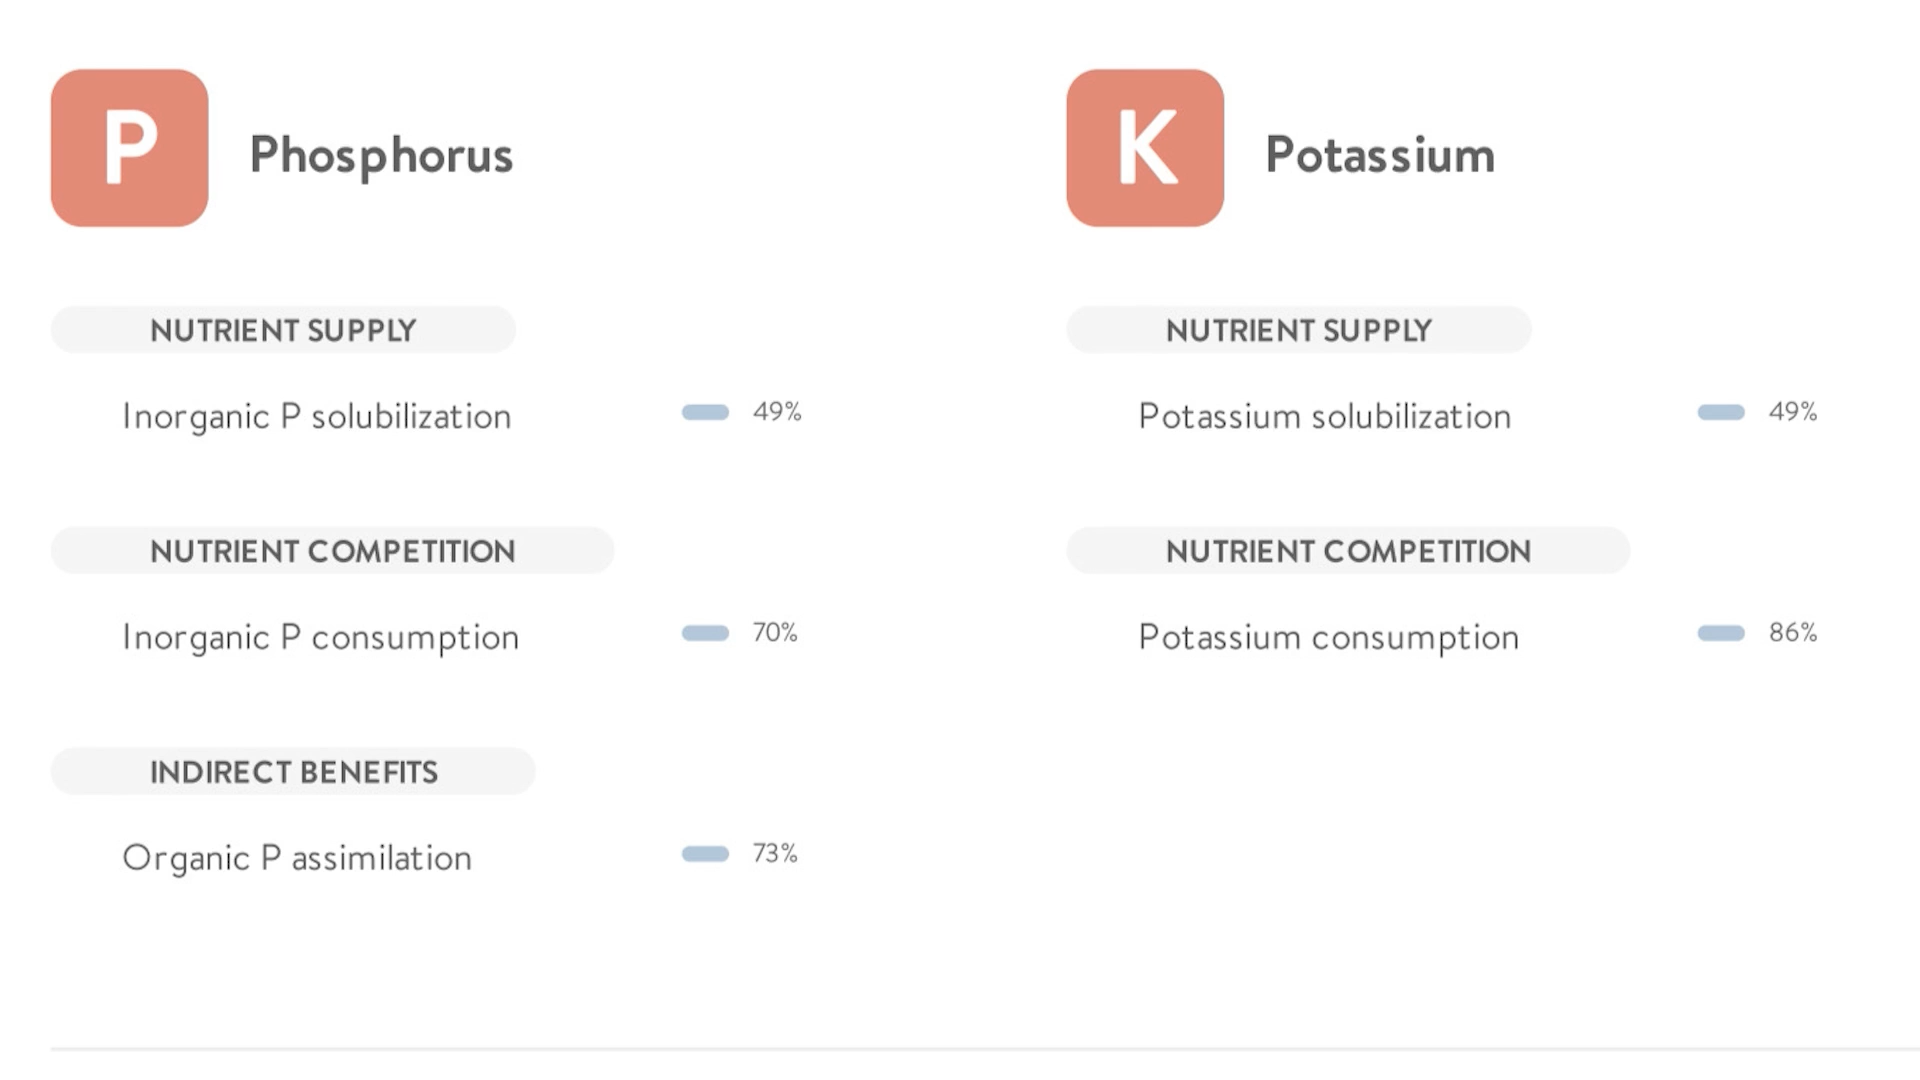 P
Phosphorus
NUTRIENT SUPPLY
Inorganic P solubilization 49%
NUTRIENT COMPETITION
Inorganic P consumption 70%
INDIRECT BENEFITS
Organic P assimilation 73%
K
Potassium
NUTRIENT SUPPLY
Potassium solubilization 49%
NUTRIENT COMPETITION
Potassium consumption 86%